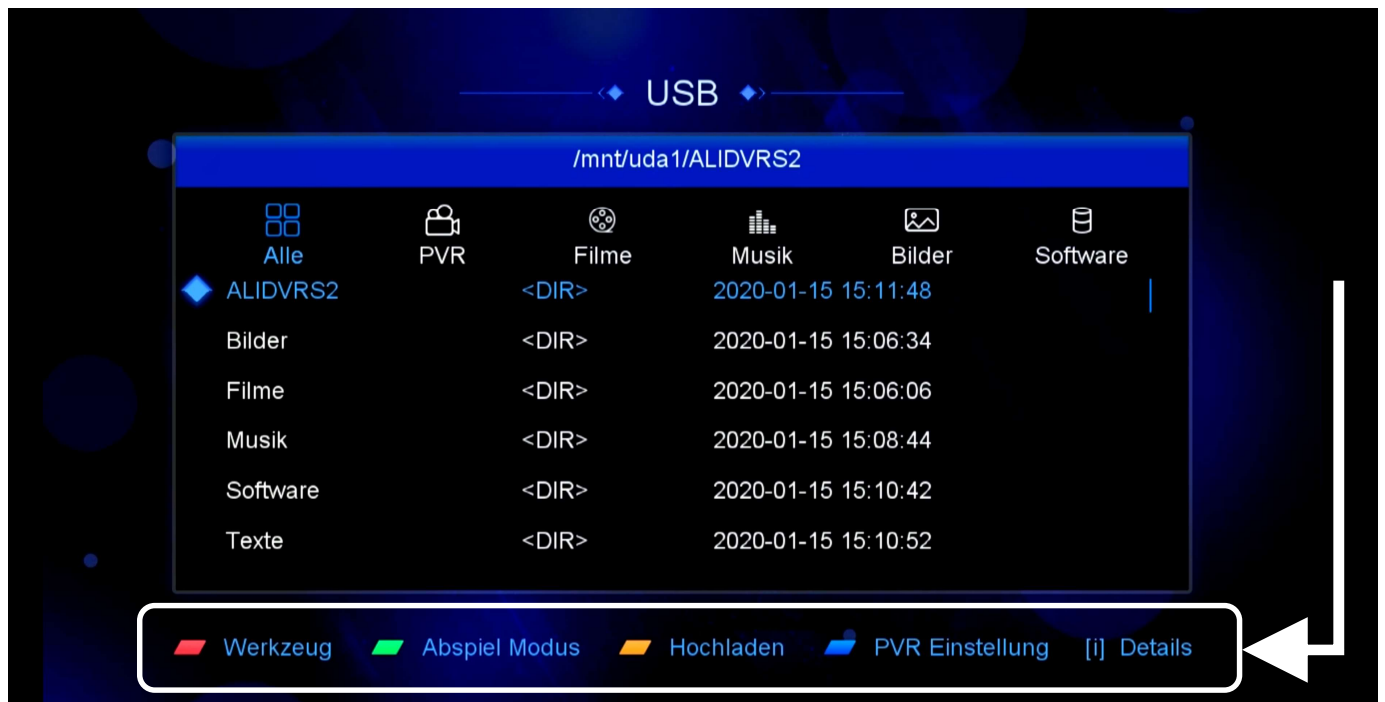 USB
/mnt/uda1/ALIDVRS2
Alle PVR Filme Musik Bilder Software
ALIDVRS2 <DIR> 2020-01-15 15:11:48
Bilder <DIR> 2020-01-15 15:06:34
Filme <DIR> 2020-01-15 15:06:06
Musik <DIR> 2020-01-15 15:08:44
Software <DIR> 2020-01-15 15:10:42
Texte <DIR> 2020-01-15 15:10:52
Werkzeug Abspiel Modus Hochladen PVR Einstellung [i] Details